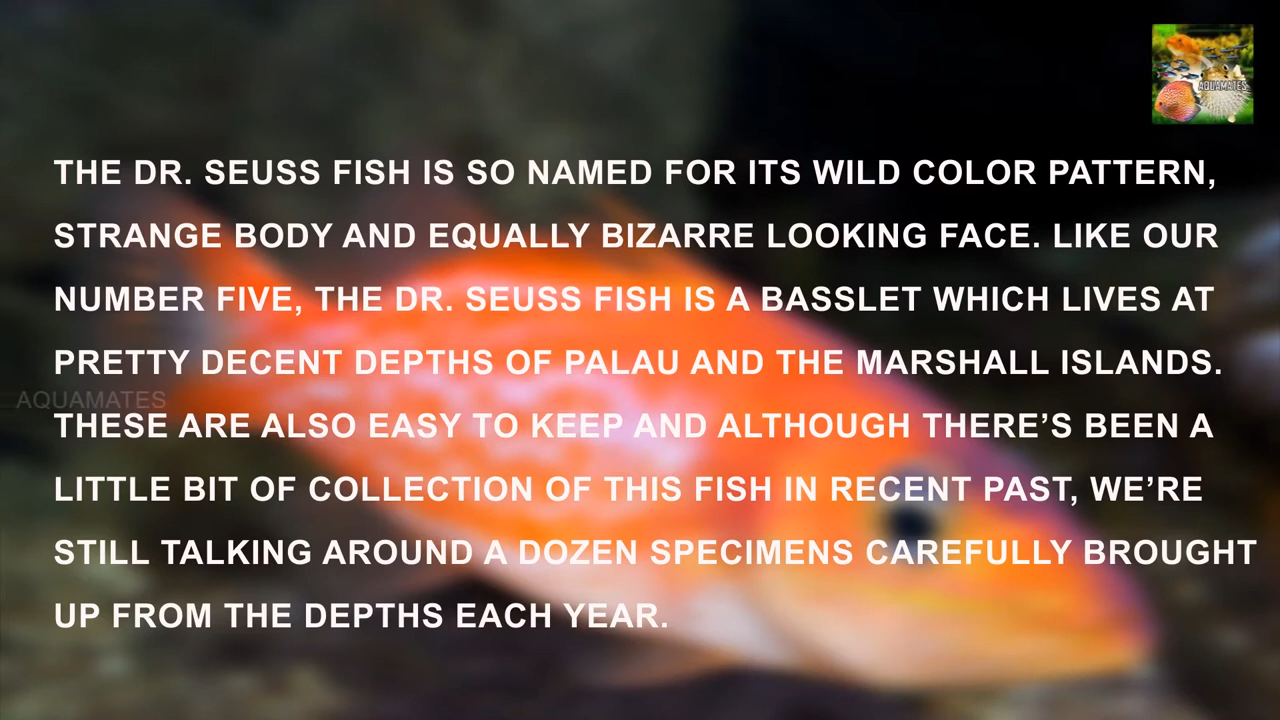 AQUAMATES
THE DR. SEUSS FISH IS SO NAMED FOR ITS WILD COLOR PATTERN,
STRANGE BODY AND EQUALLY BIZARRE LOOKING FACE. LIKE OUR
NUMBER FIVE, THE DR. SEUSS FISH IS A BASSLET WHICH LIVES AT
PRETTY DECENT DEPTHS OF PALAU AND THE MARSHALL ISLANDS.
AQUAMATES
THESE ARE ALSO EASY TO KEEP AND ALTHOUGH THERE’S BEEN A
LITTLE BIT OF COLLECTION OF THIS FISH IN RECENT PAST, WE’RE
STILL TALKING AROUND A DOZEN SPECIMENS CAREFULLY BROUGHT
UP FROM THE DEPTHS EACH YEAR.